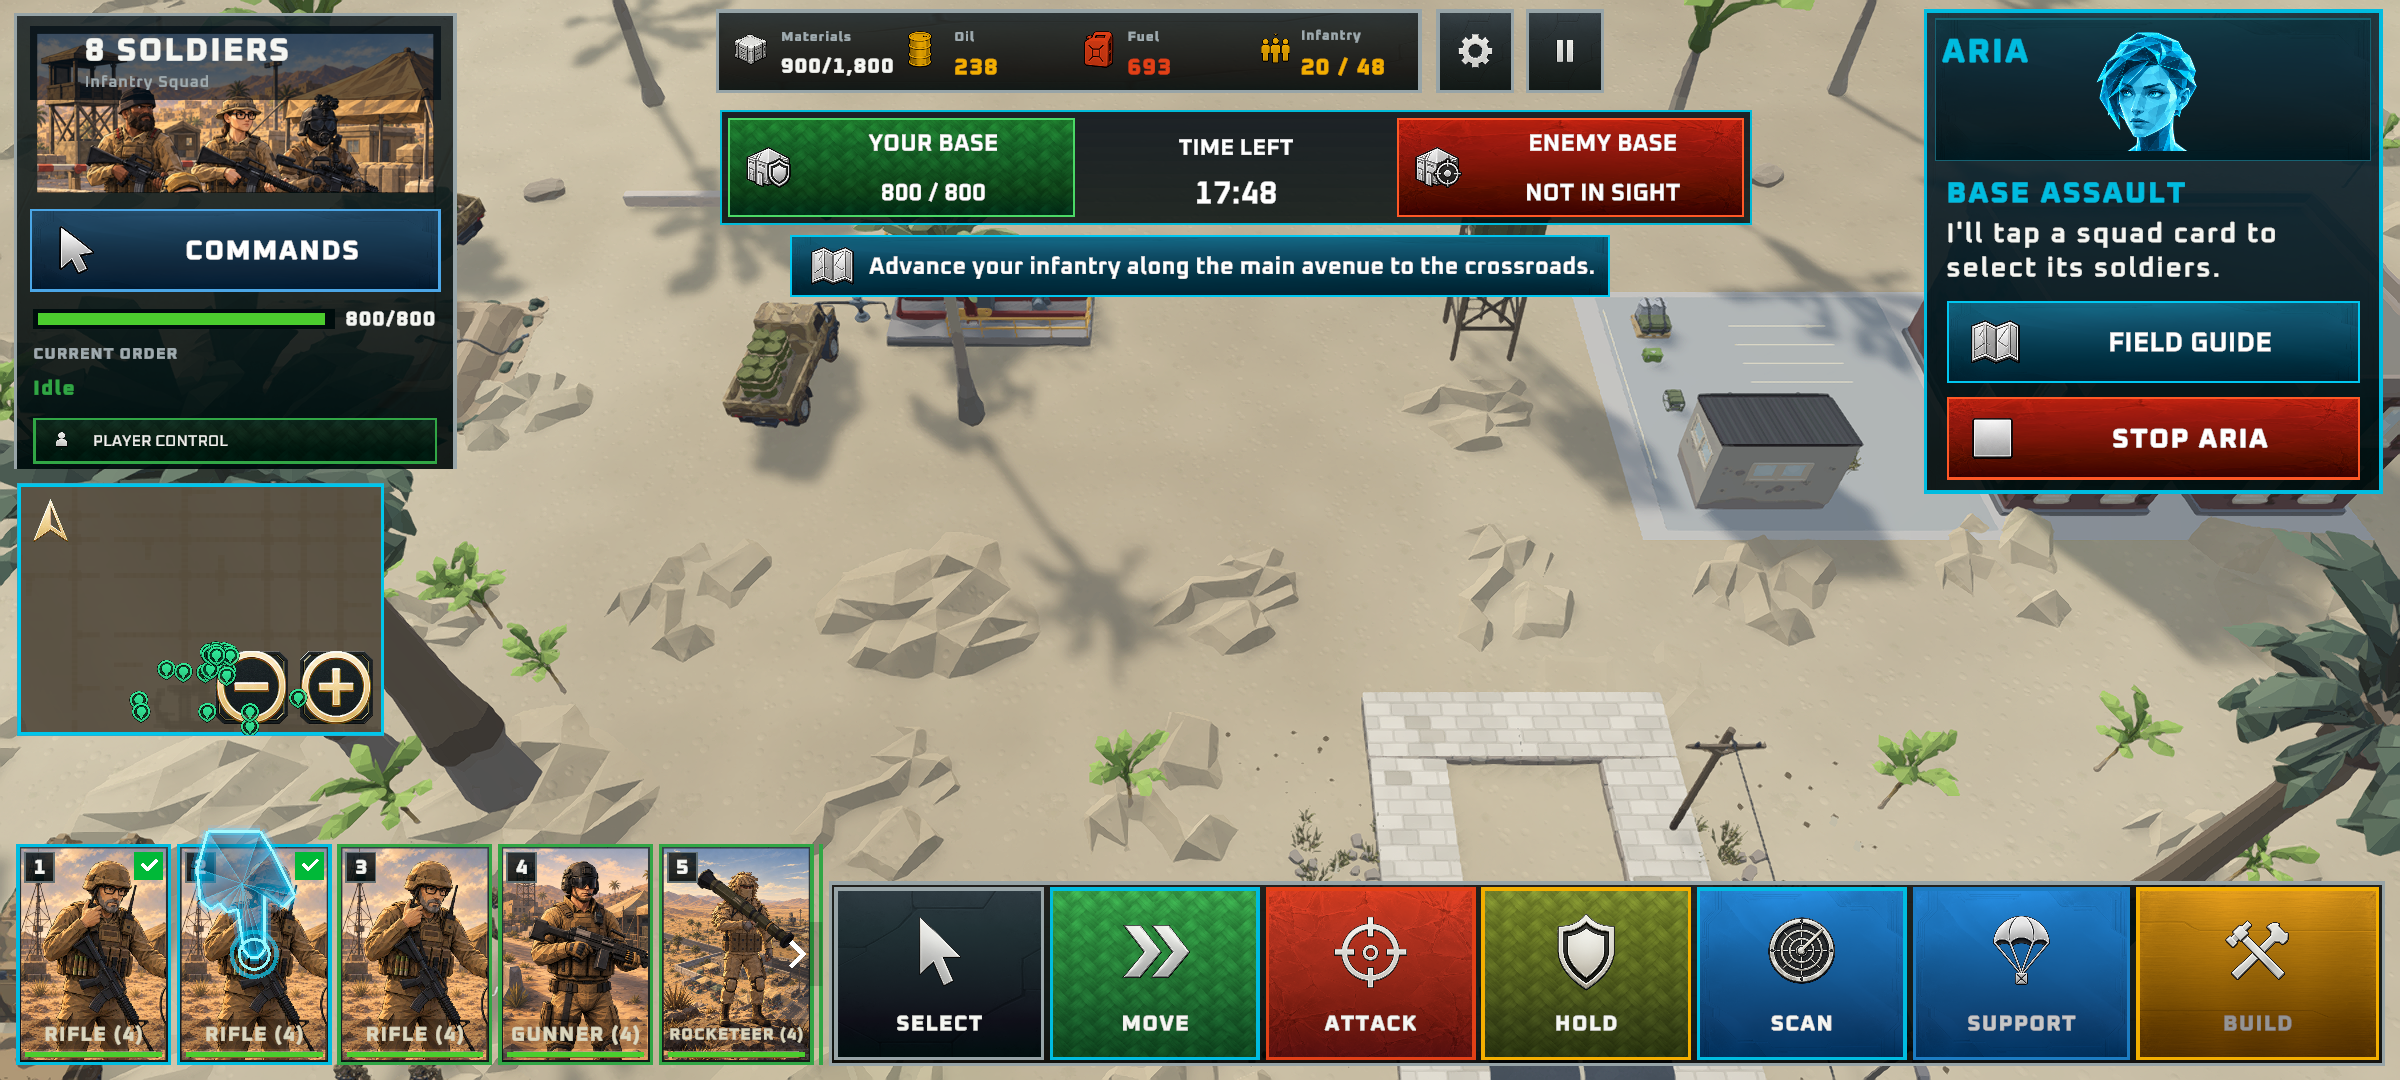 8 SOLDIERS
Infantry Squad
COMMANDS
800/800
CURRENT ORDER
Idle
PLAYER CONTROL
Materials
900/1,800
Oil
238
Fuel
693
Infantry
20 / 48
YOUR BASE
800 / 800
TIME LEFT
17:48
ENEMY BASE
NOT IN SIGHT
Advance your infantry along the main avenue to the crossroads.
ARIA
BASE ASSAULT
I'll tap a squad card to
select its soldiers.
FIELD GUIDE
STOP ARIA
1
RIFLE (4)
2
RIFLE (4)
3
RIFLE (4)
4
GUNNER (4)
5
ROCKETEER (4)
SELECT
MOVE
ATTACK
HOLD
SCAN
SUPPORT
BUILD